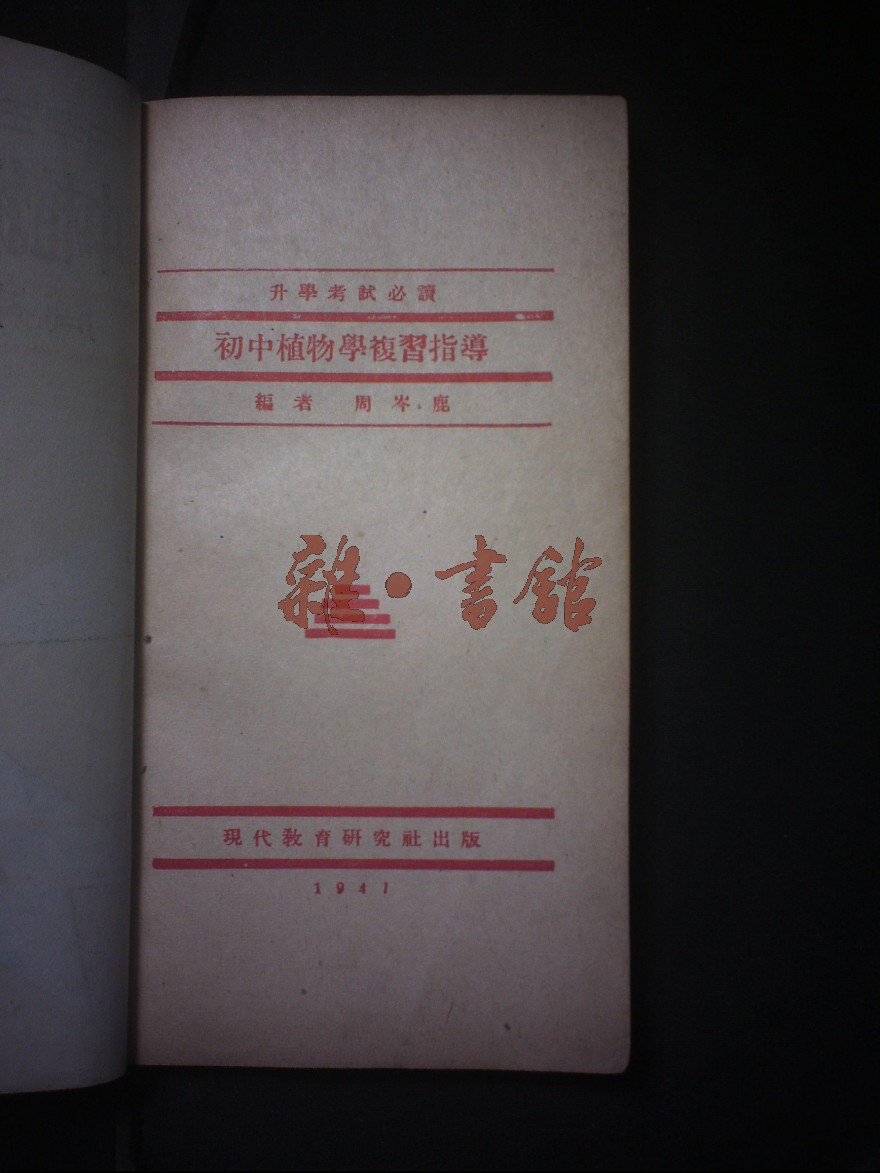 升學考試必讀
初中植物學複習指導
編者 周岑鹿
雜·書館
現代教育研究社出版
1947